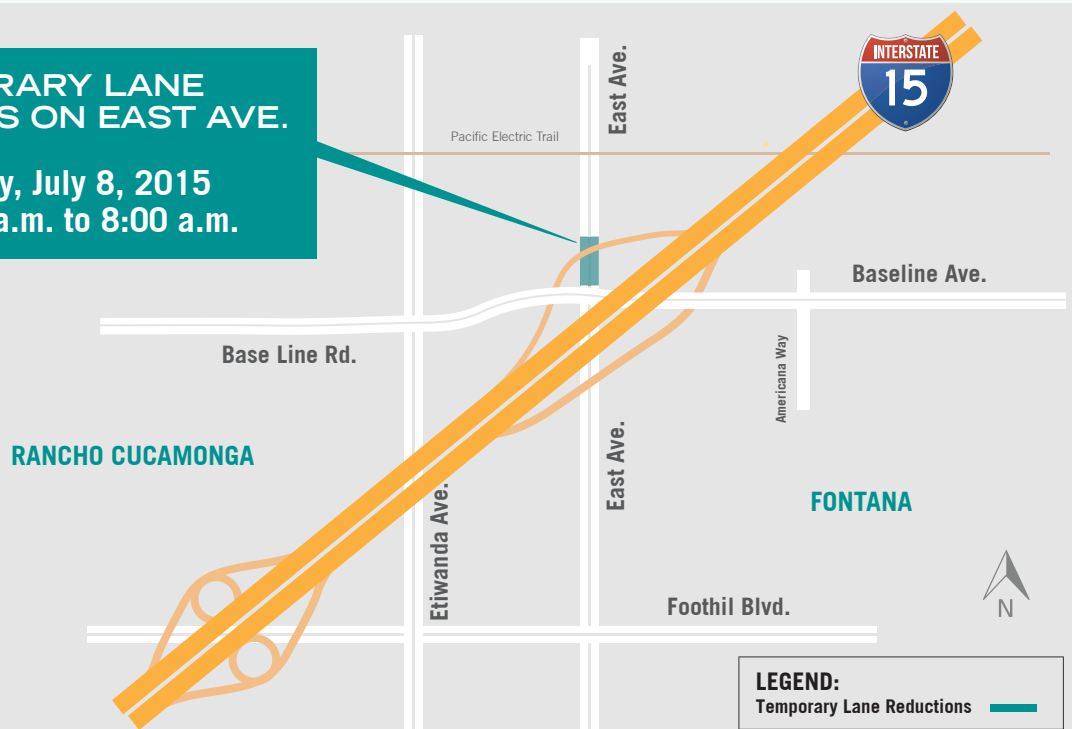 RARY LANE
S ON EAST AVE.
y, July 8, 2015
a.m. to 8:00 a.m.
East Ave.
INTERSTATE
15
Pacific Electric Trail
Baseline Ave.
Base Line Rd.
Americana Way
RANCHO CUCAMONGA
East Ave.
FONTANA
Etiwanda Ave.
Foothil Blvd.
N
LEGEND:
Temporary Lane Reductions